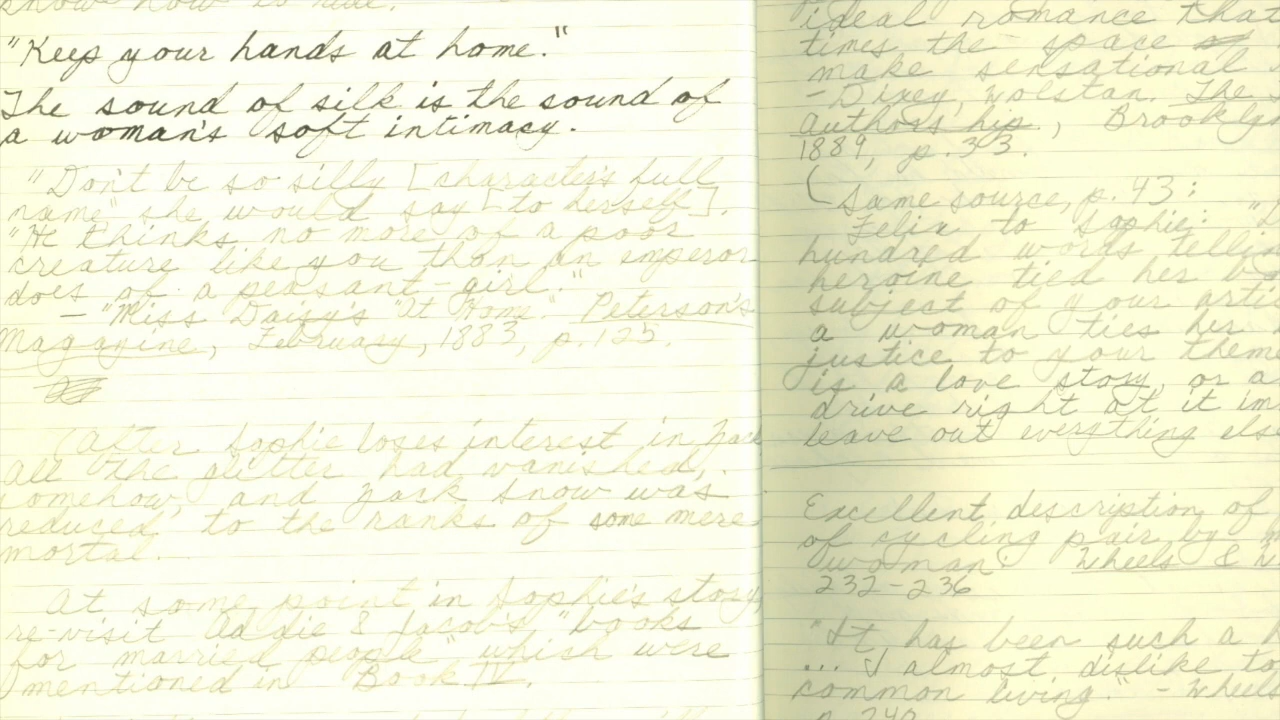 know how to ride.
"Keep your hands at home."
The sound of silk is the sound of
a woman's soft intimacy.
"Don't be so silly [character's full
name" she would say [to herself].
"He thinks no more of a poor
creature like you than an emperor
does of a peasant-girl."
- "Miss Daisy's "At Home." Peterson's
Magazine, February, 1883, p. 125.
(After Sophie loses interest in Zack
all the glitter had vanished,
somehow, and Zack Snow was
reduced to the ranks of some mere
mortal.
At some point in Sophie's story,
re-visit Addie & Jacob's "books
for married people" which were
mentioned in Book IV.
ideal romance that
times the space
make sensational
- Dixey, Wolstan. The
Authorship, Brooklyn
1889, p. 33.
(Same source, p. 43:
Felix to Sophie: "D
hundred words tellin
heroine tied her b
subject of your arti
a woman ties her
justice to your theme
is a love story, or a
drive right at it im
leave out everything else
Excellent description of
of cycling pair by
woman: Wheels & W
232-236
"It has been such a h
... I almost dislike to
common living." - Wheels
p. 240